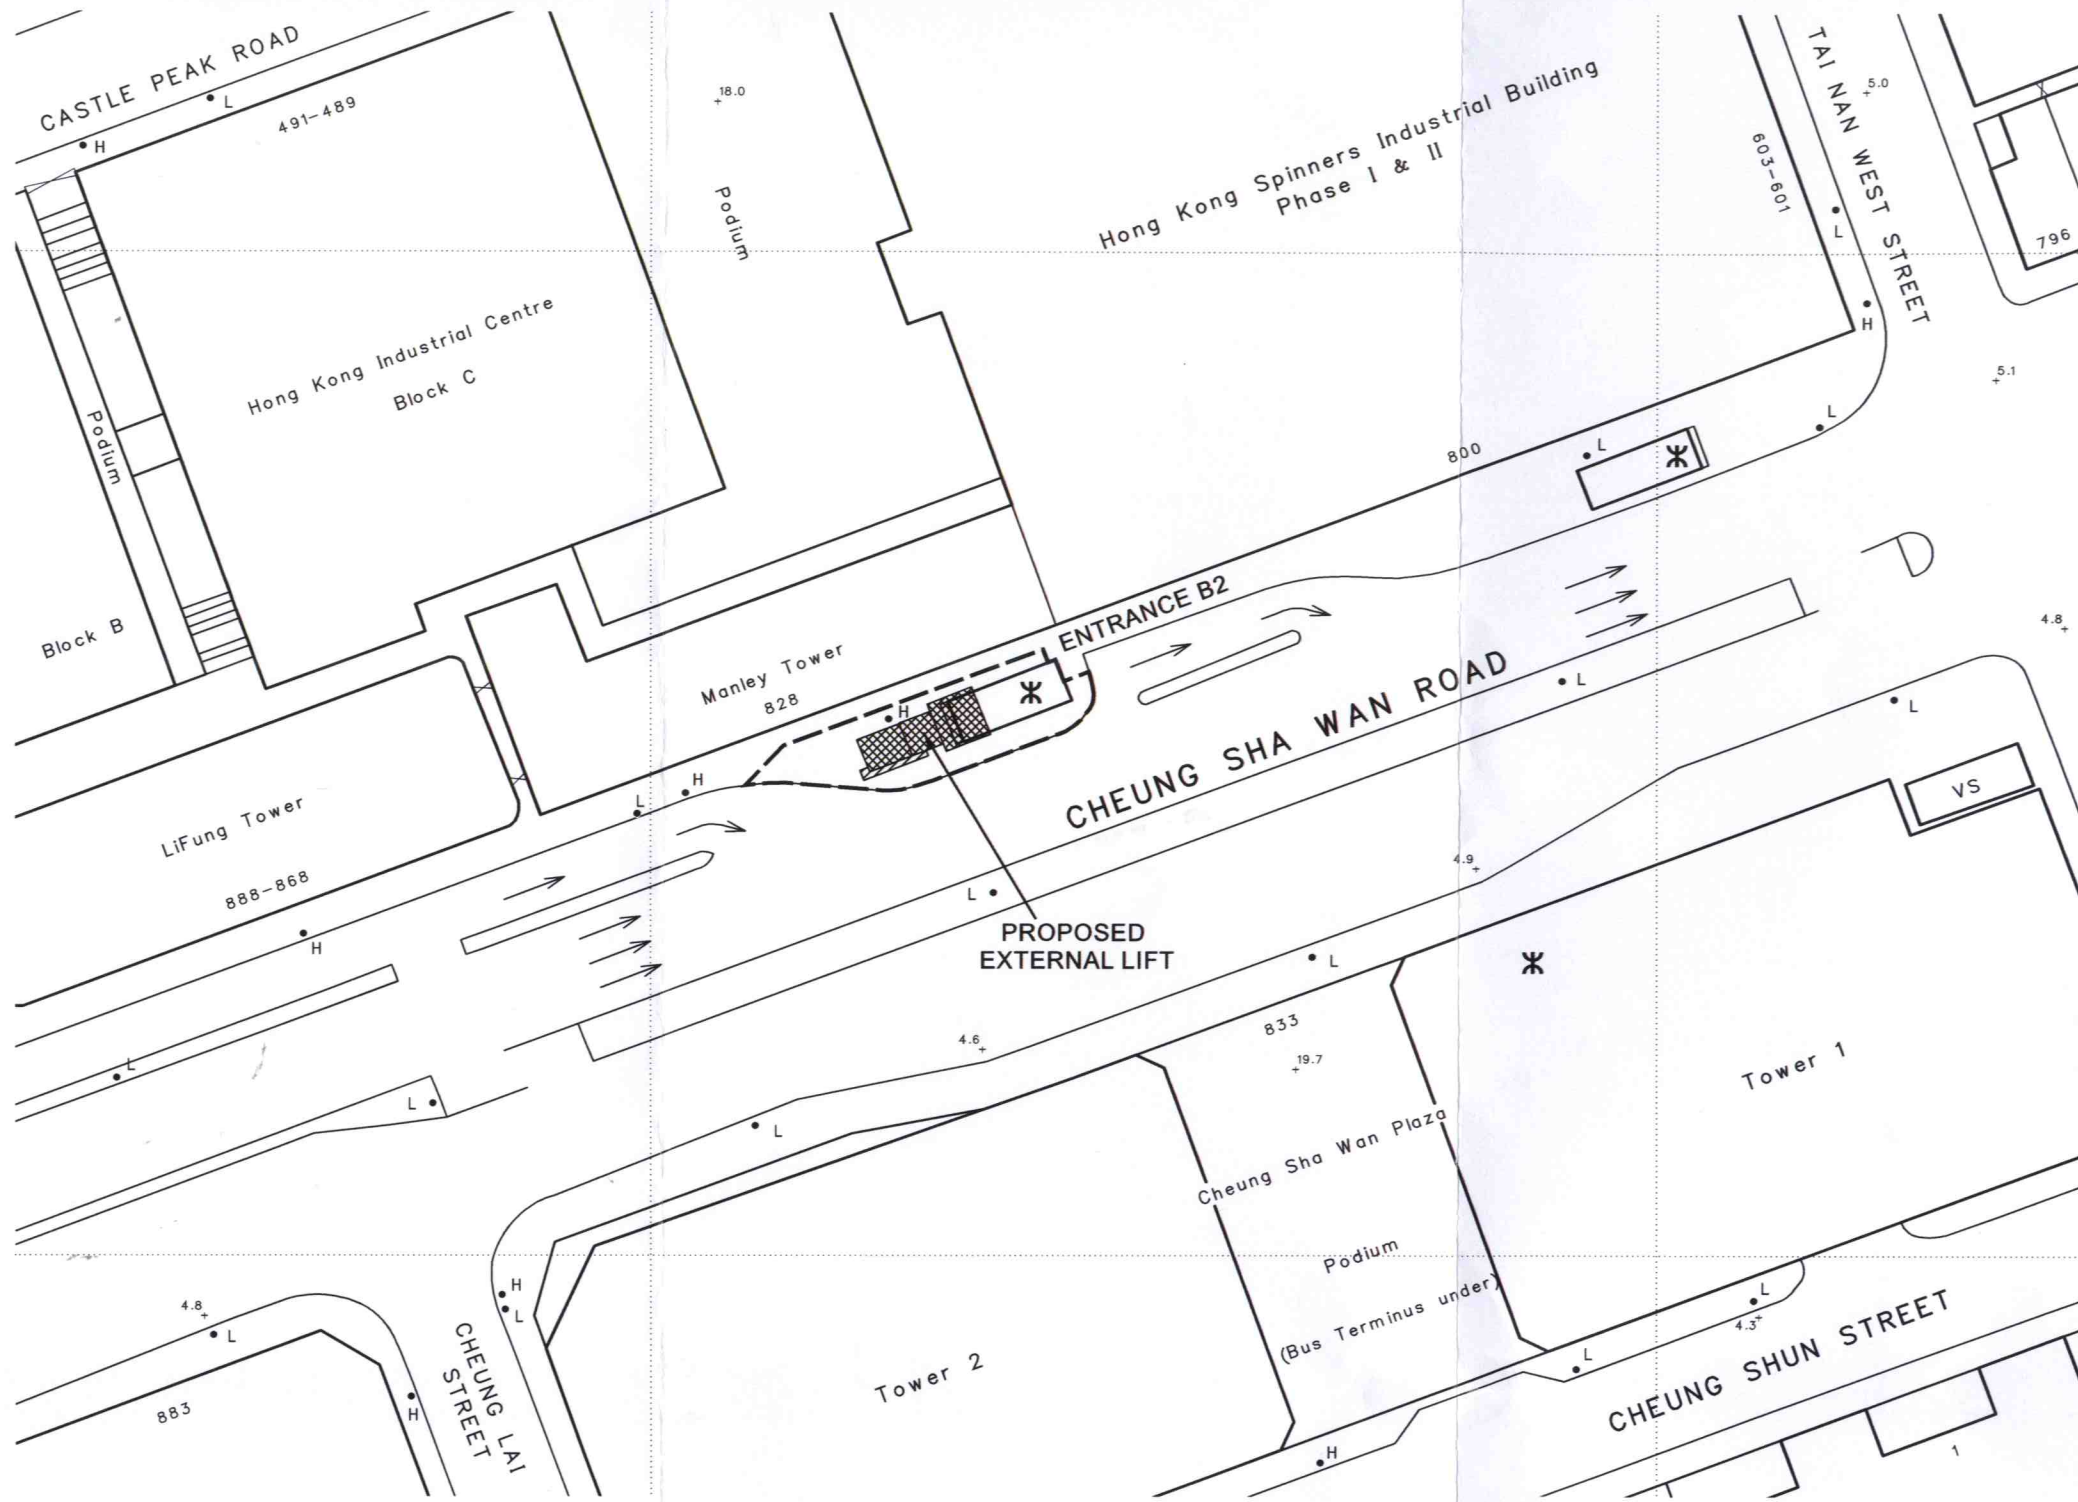 CASTLE PEAK ROAD
L
H
491-489
18.0
Podium
Hong Kong Spinners Industrial Building
Phase I & II
603-601
TAI NAN WEST STREET
5.0
L
H
796
5.1
L
Hong Kong Industrial Centre
Block C
Podium
Block B
800
L
4.8
ENTRANCE B2
Manley Tower
828
H
CHEUNG SHA WAN ROAD
L
L
VS
H
L
LiFung Tower
888-868
H
L
PROPOSED
EXTERNAL LIFT
4.9
L
833
19.7
4.6
L
L
L
Tower 1
Cheung Sha Wan Plaza
Podium
(Bus Terminus under)
H
L
4.8
L
883
H
CHEUNG LAI
STREET
Tower 2
L
4.3
L
H
CHEUNG SHUN STREET
1